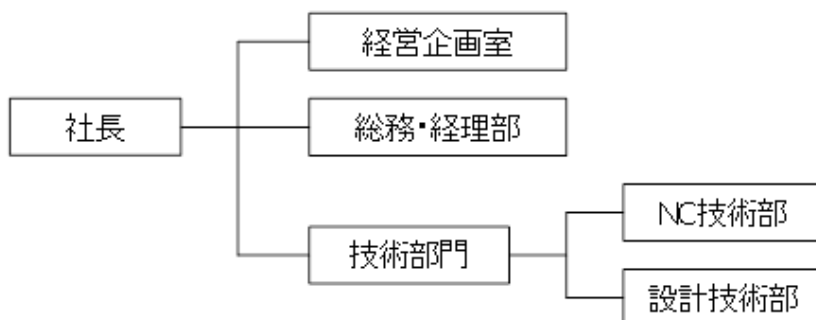 経営企画室
社長
総務・経理部
技術部門
NC技術部
設計技術部